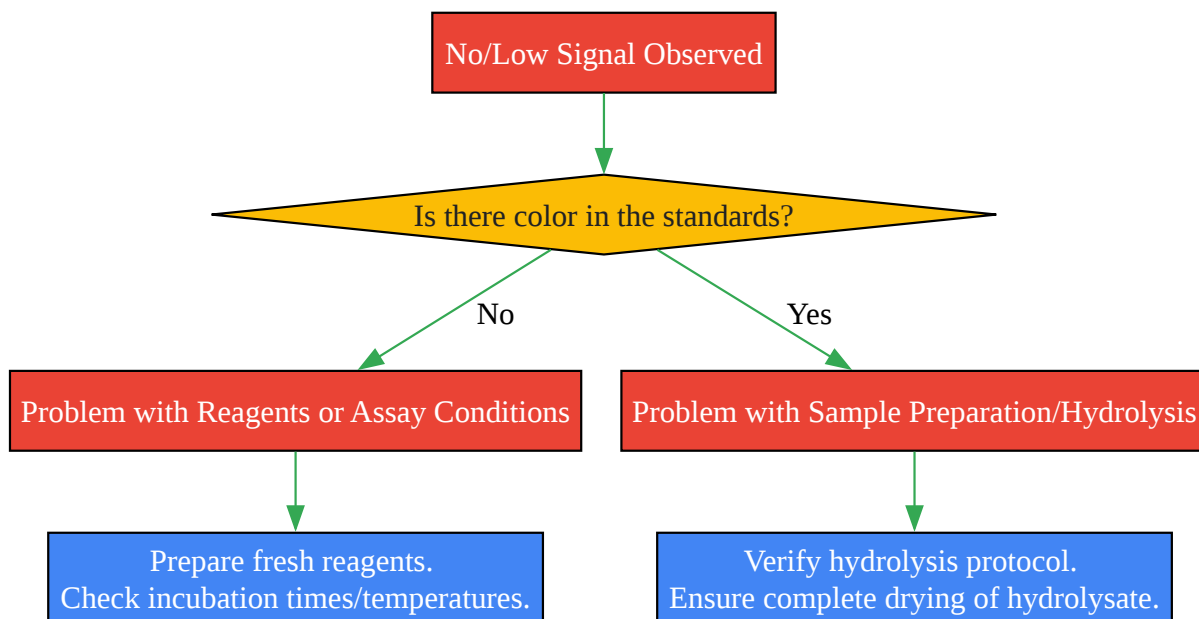 No/Low Signal Observed
Is there color in the standards?
No
Yes
Problem with Reagents or Assay Conditions
Problem with Sample Preparation/Hydrolysis
Prepare fresh reagents.
Check incubation times/temperatures.
Verify hydrolysis protocol.
Ensure complete drying of hydrolysate.